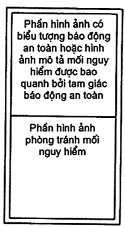 Phần hình ảnh có
biểu tượng báo động
an toàn hoặc hình
ảnh mô tả mối nguy
hiểm được bao
quanh bởi tam giác
báo động an toàn
Phần hình ảnh
phòng tránh mối
nguy hiểm